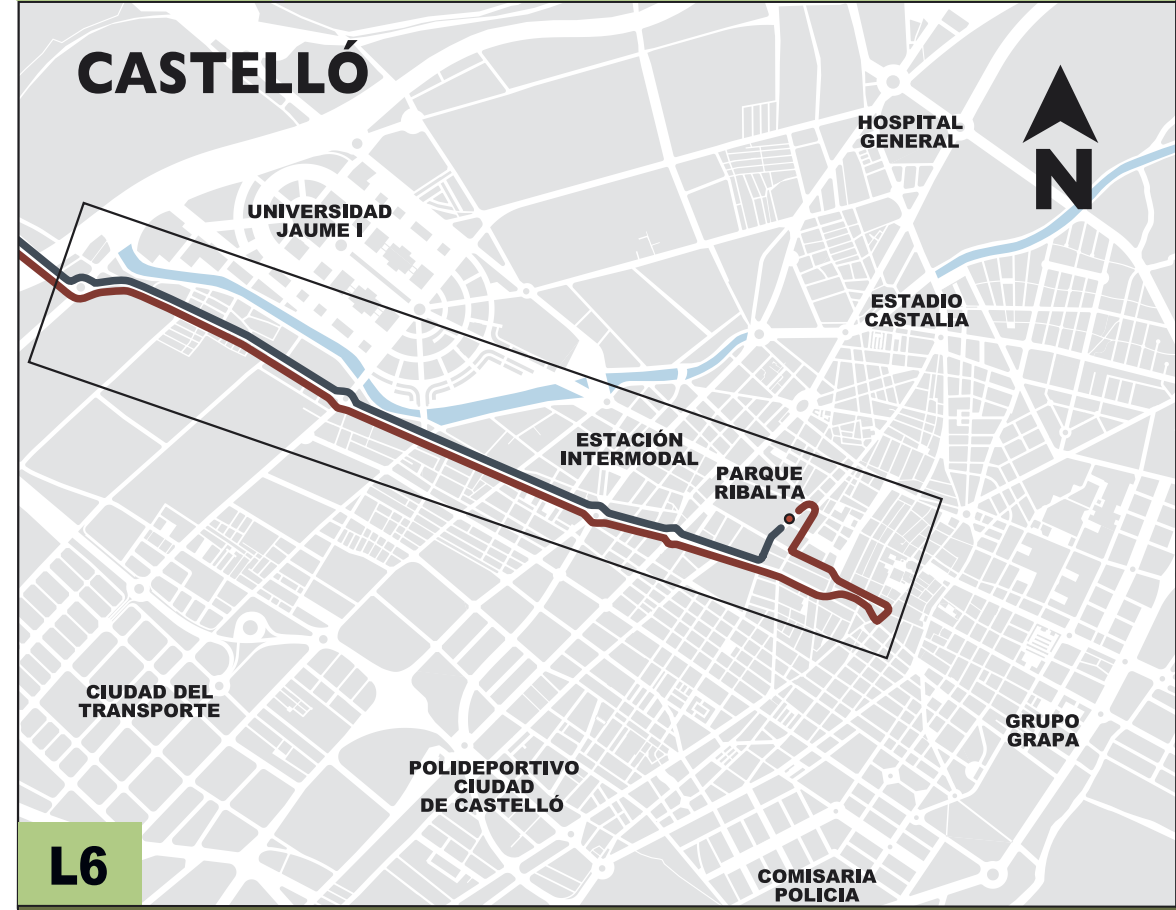 CASTELLÓ
HOSPITAL
GENERAL
N
UNIVERSIDAD
JAUME I
ESTADIO
CASTALIA
ESTACIÓN
INTERMODAL
PARQUE
RIBALTA
CIUDAD DEL
TRANSPORTE
GRUPO
GRAPA
POLIDEPORTIVO
CIUDAD
DE CASTELLÓ
L6
COMISARIA
POLICIA